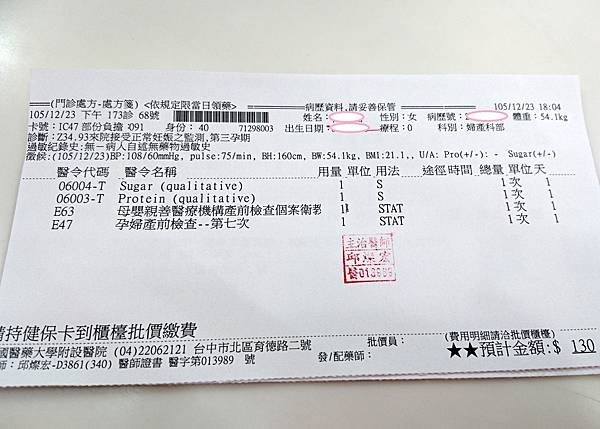 ══(門診處方-處方箋) <依規定限當日領藥>══════病歷資料,請妥善保管══════
105/12/23 下午 173診 68號 姓名: 性別:女 病歷號: 105/12/23 18:04
卡號:IC47 部份負擔:091 身份:40 71298003 出生日期: 療程:0 科別:婦產科部 體重:54.1kg
診斷:Z34.93來院接受正常妊娠之監測,第三孕期
過敏紀錄史:無—病人自述無藥物過敏史
徵候:(105/12/23)BP:108/60mmHg, pulse:75/min, BH:160cm, BW:54.1kg, BMI:21.1,, U/A: Pro(+/-): - Sugar(+/-)
醫令代碼 醫令名稱 用量 單位 用法 途徑時間 總量 單位 天
06004-T Sugar (qualitative) 1 S 1 次 1
06003-T Protein (qualitative) 1 S 1 次 1
E63 母嬰親善醫療機構產前檢查個案衛教 1 STAT 1 次 1
E47 孕婦產前檢查--第七次 1 STAT 1 次 1
主治醫師
邱燦宏
醫013989
請持健保卡到櫃檯批價繳費
國醫藥大學附設醫院 (04)22062121 台中市北區育德路二號 批價員: (費用明細請洽批價櫃檯)
師:邱燦宏-D3861(340) 醫師證書 醫字第013989 號 發/配藥師: ★★預計金額:$ 130